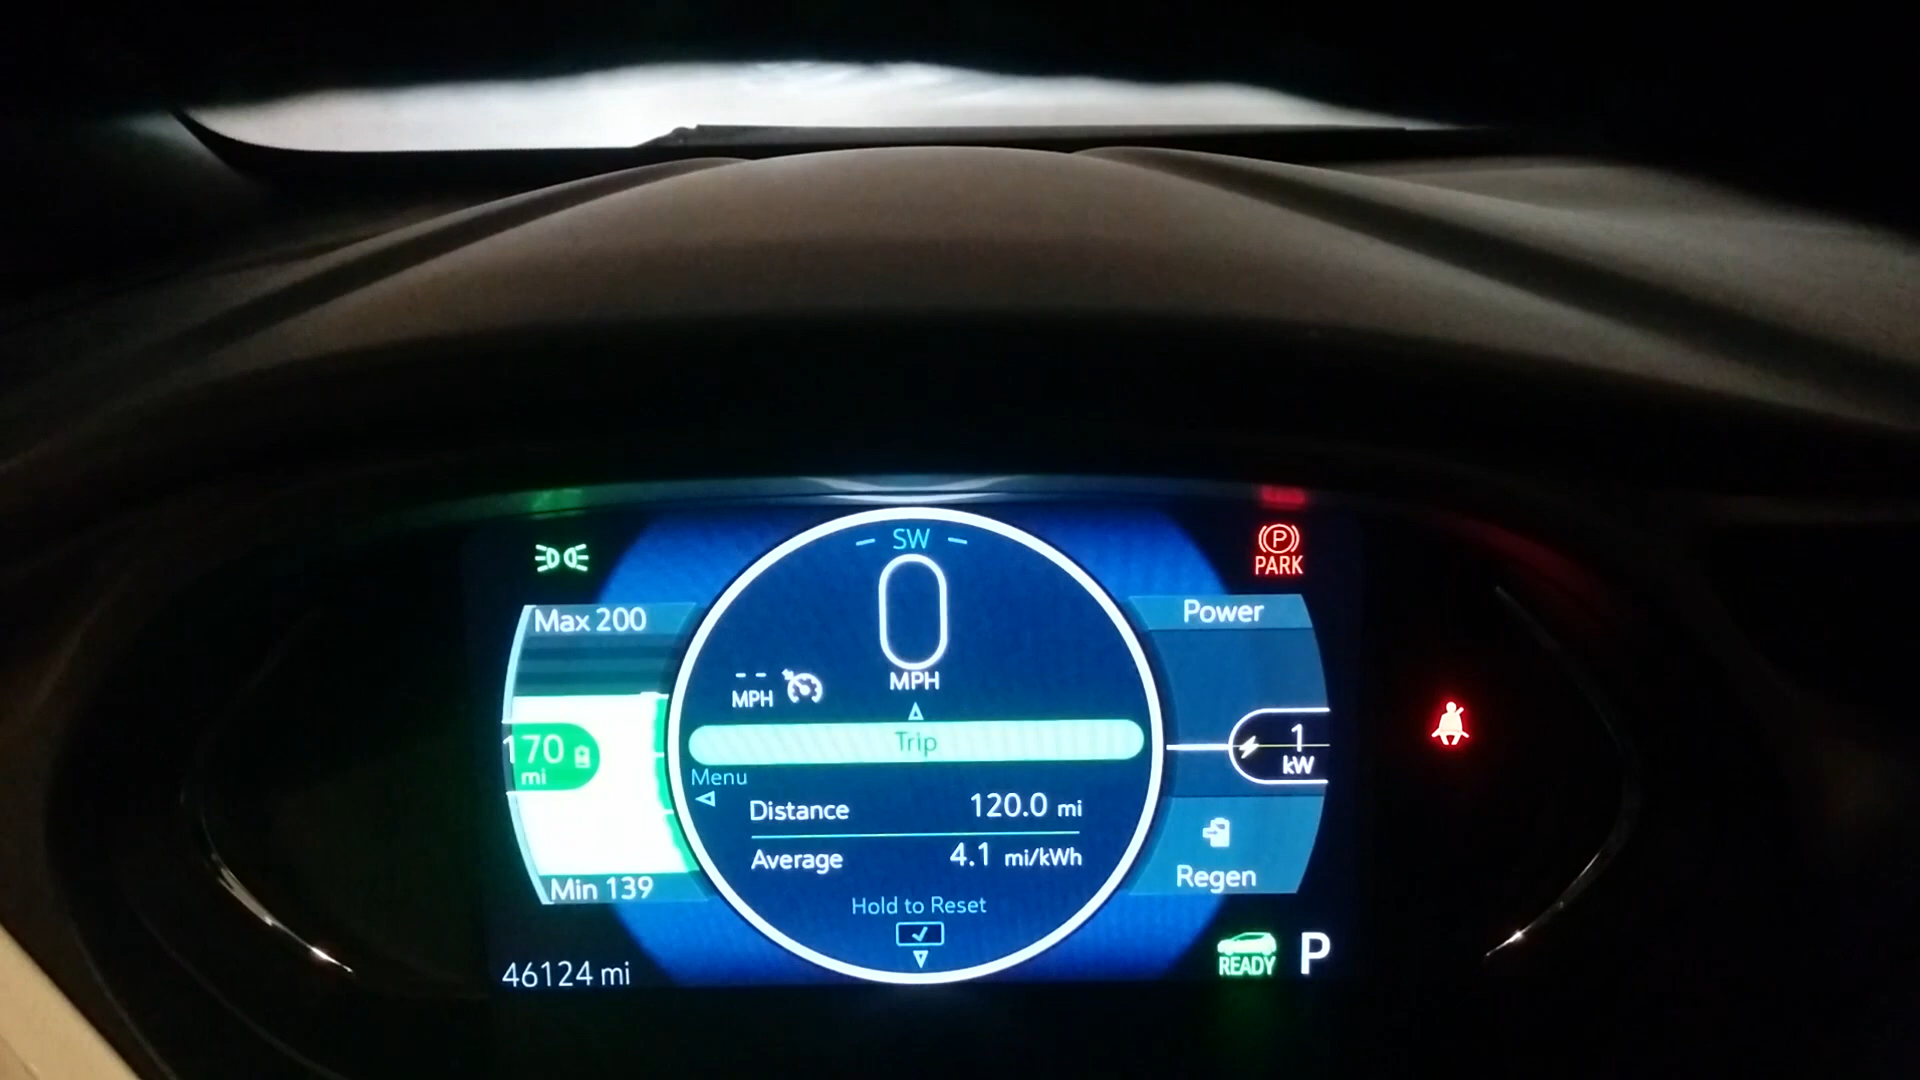 SW
P
PARK
Max 200
0
Power
-- MPH
MPH
Trip
170
mi
1
kW
Menu
Distance 120.0 mi
Average 4.1 mi/kWh
Min 139
Regen
Hold to Reset
46124 mi
READY
P